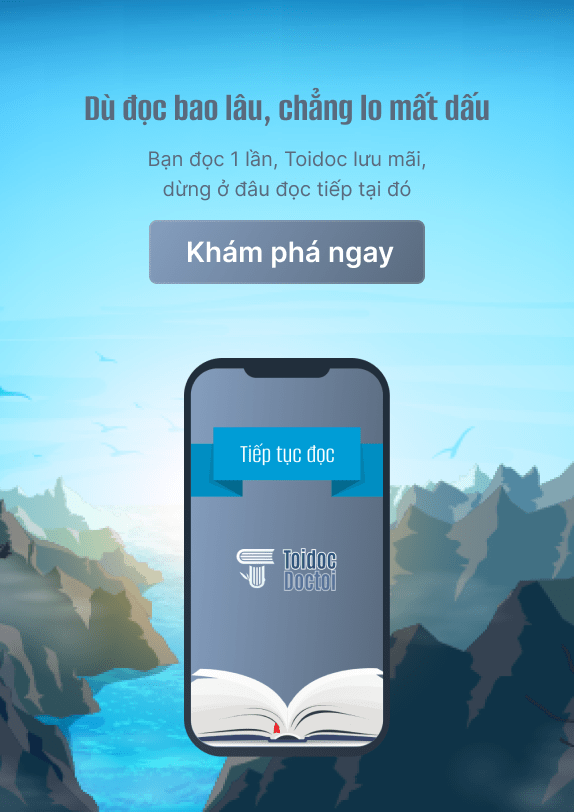 Dù đọc bao lâu, chẳng lo mất dấu
Bạn đọc 1 lần, Toidoc lưu mãi,
dừng ở đâu đọc tiếp tại đó
Khám phá ngay
Tiếp tục đọc
Toidoc
Doctoi